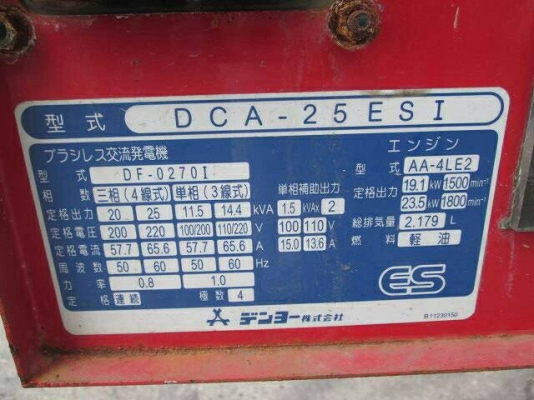 型式 DCA-25ESI
ブラシレス交流発電機 エンジン
型式 DF-0270I 型式 AA-4LE2
相数 三相(4線式) 単相(3線式) 単相補助出力 定格出力 19.1 kW 1500 min⁻¹
定格出力 20 25 11.5 14.4 kVA 1.5 kVAx 2 23.5 kW 1800 min⁻¹
定格電圧 200 220 100/200 110/220 V 100 110 V 総排気量 2.179 L
定格電流 57.7 65.6 57.7 65.6 A 15.0 13.6 A 燃料 軽油
周波数 50 60 50 60 Hz
力率 0.8 1.0
定格 連続 極数 4 ES
デンヨー株式会社 B11230150